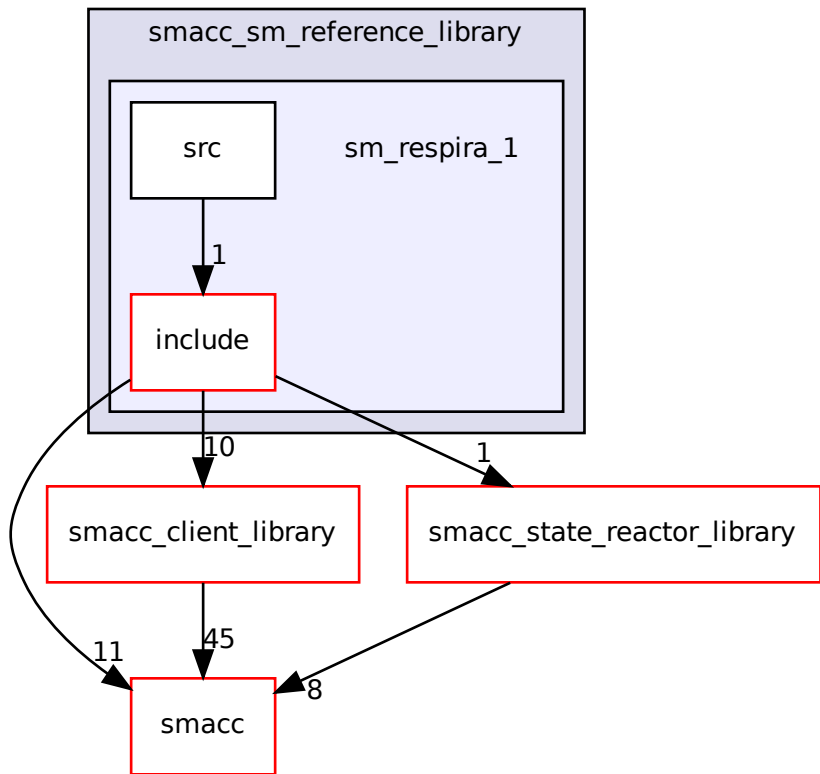 smacc_sm_reference_library
src
sm_respira_1
1
include
10
1
smacc_client_library
smacc_state_reactor_library
11
45
8
smacc